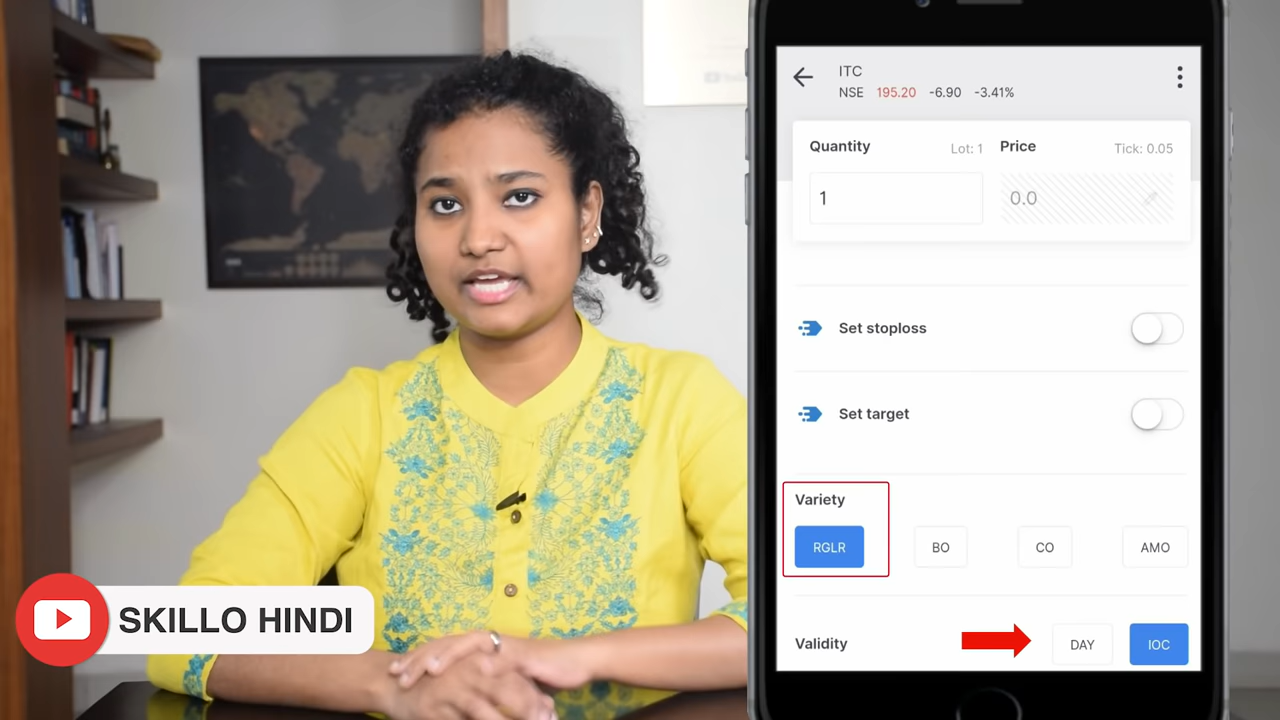 ITC
NSE 195.20 -6.90 -3.41%
Quantity Lot: 1 Price Tick: 0.05
1 0.0
Set stoploss
Set target
Variety
RGLR BO CO AMO
Validity DAY IOC
SKILLO HINDI